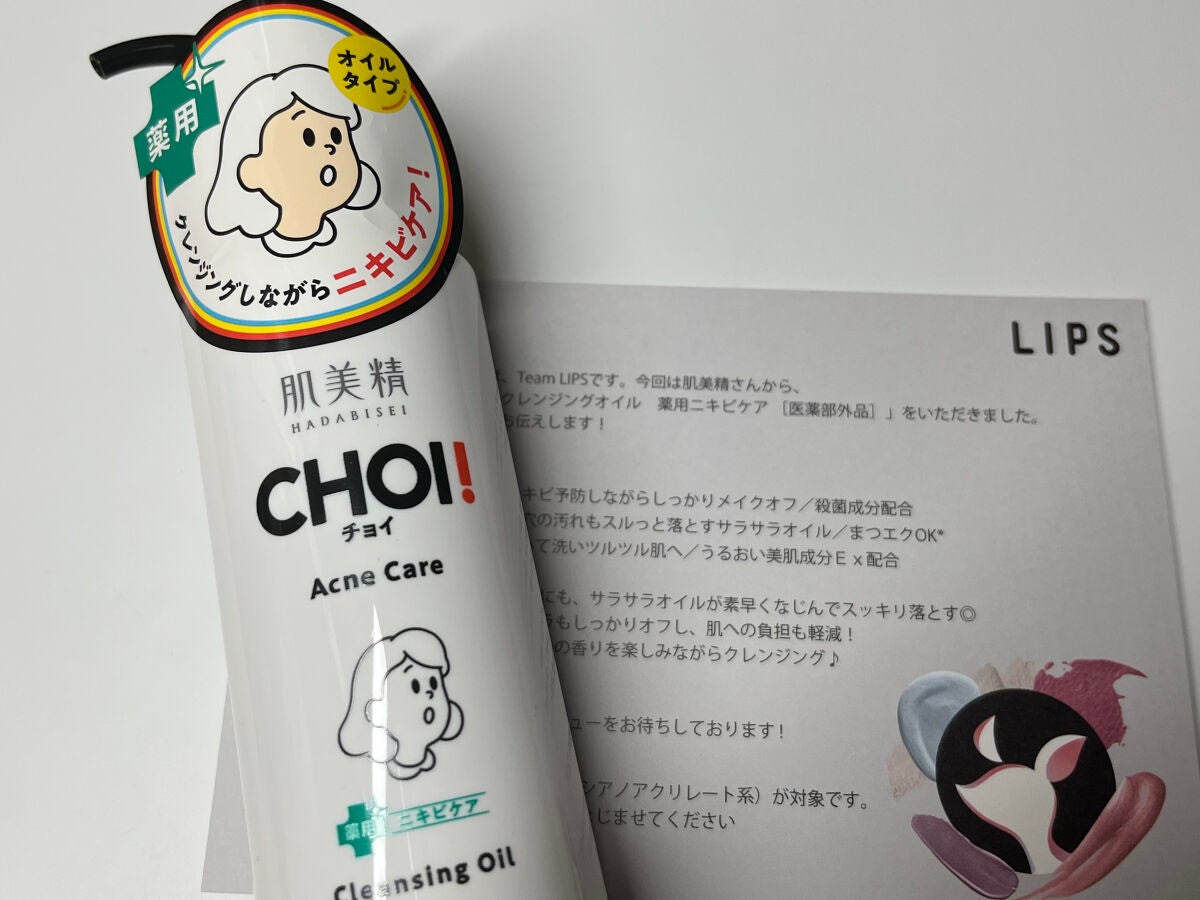 オイル
タイプ
薬用
クレンジングしながらニキビケア!
肌美精
HADABISEI
CHOI!
チョイ
Acne Care
薬用 ニキビケア
Cleansing Oil
LIPS
、Team LIPSです。今回は肌美精さんから、
クレンジングオイル 薬用ニキビケア [医薬部外品]」をいただきました。
お伝えします!
キビ予防しながらしっかりメイクオフ/殺菌成分配合
穴の汚れもスルっと落とすサラサラオイル/まつエクOK*
て洗いツルツル肌へ/うるおい美肌成分Ex配合
にも、サラサラオイルが素早くなじんでスッキリ落とす◎
もしっかりオフし、肌への負担も軽減!
の香りを楽しみながらクレンジング♪
ューをお待ちしております!
シアノアクリレート系)が対象です。
じませてください